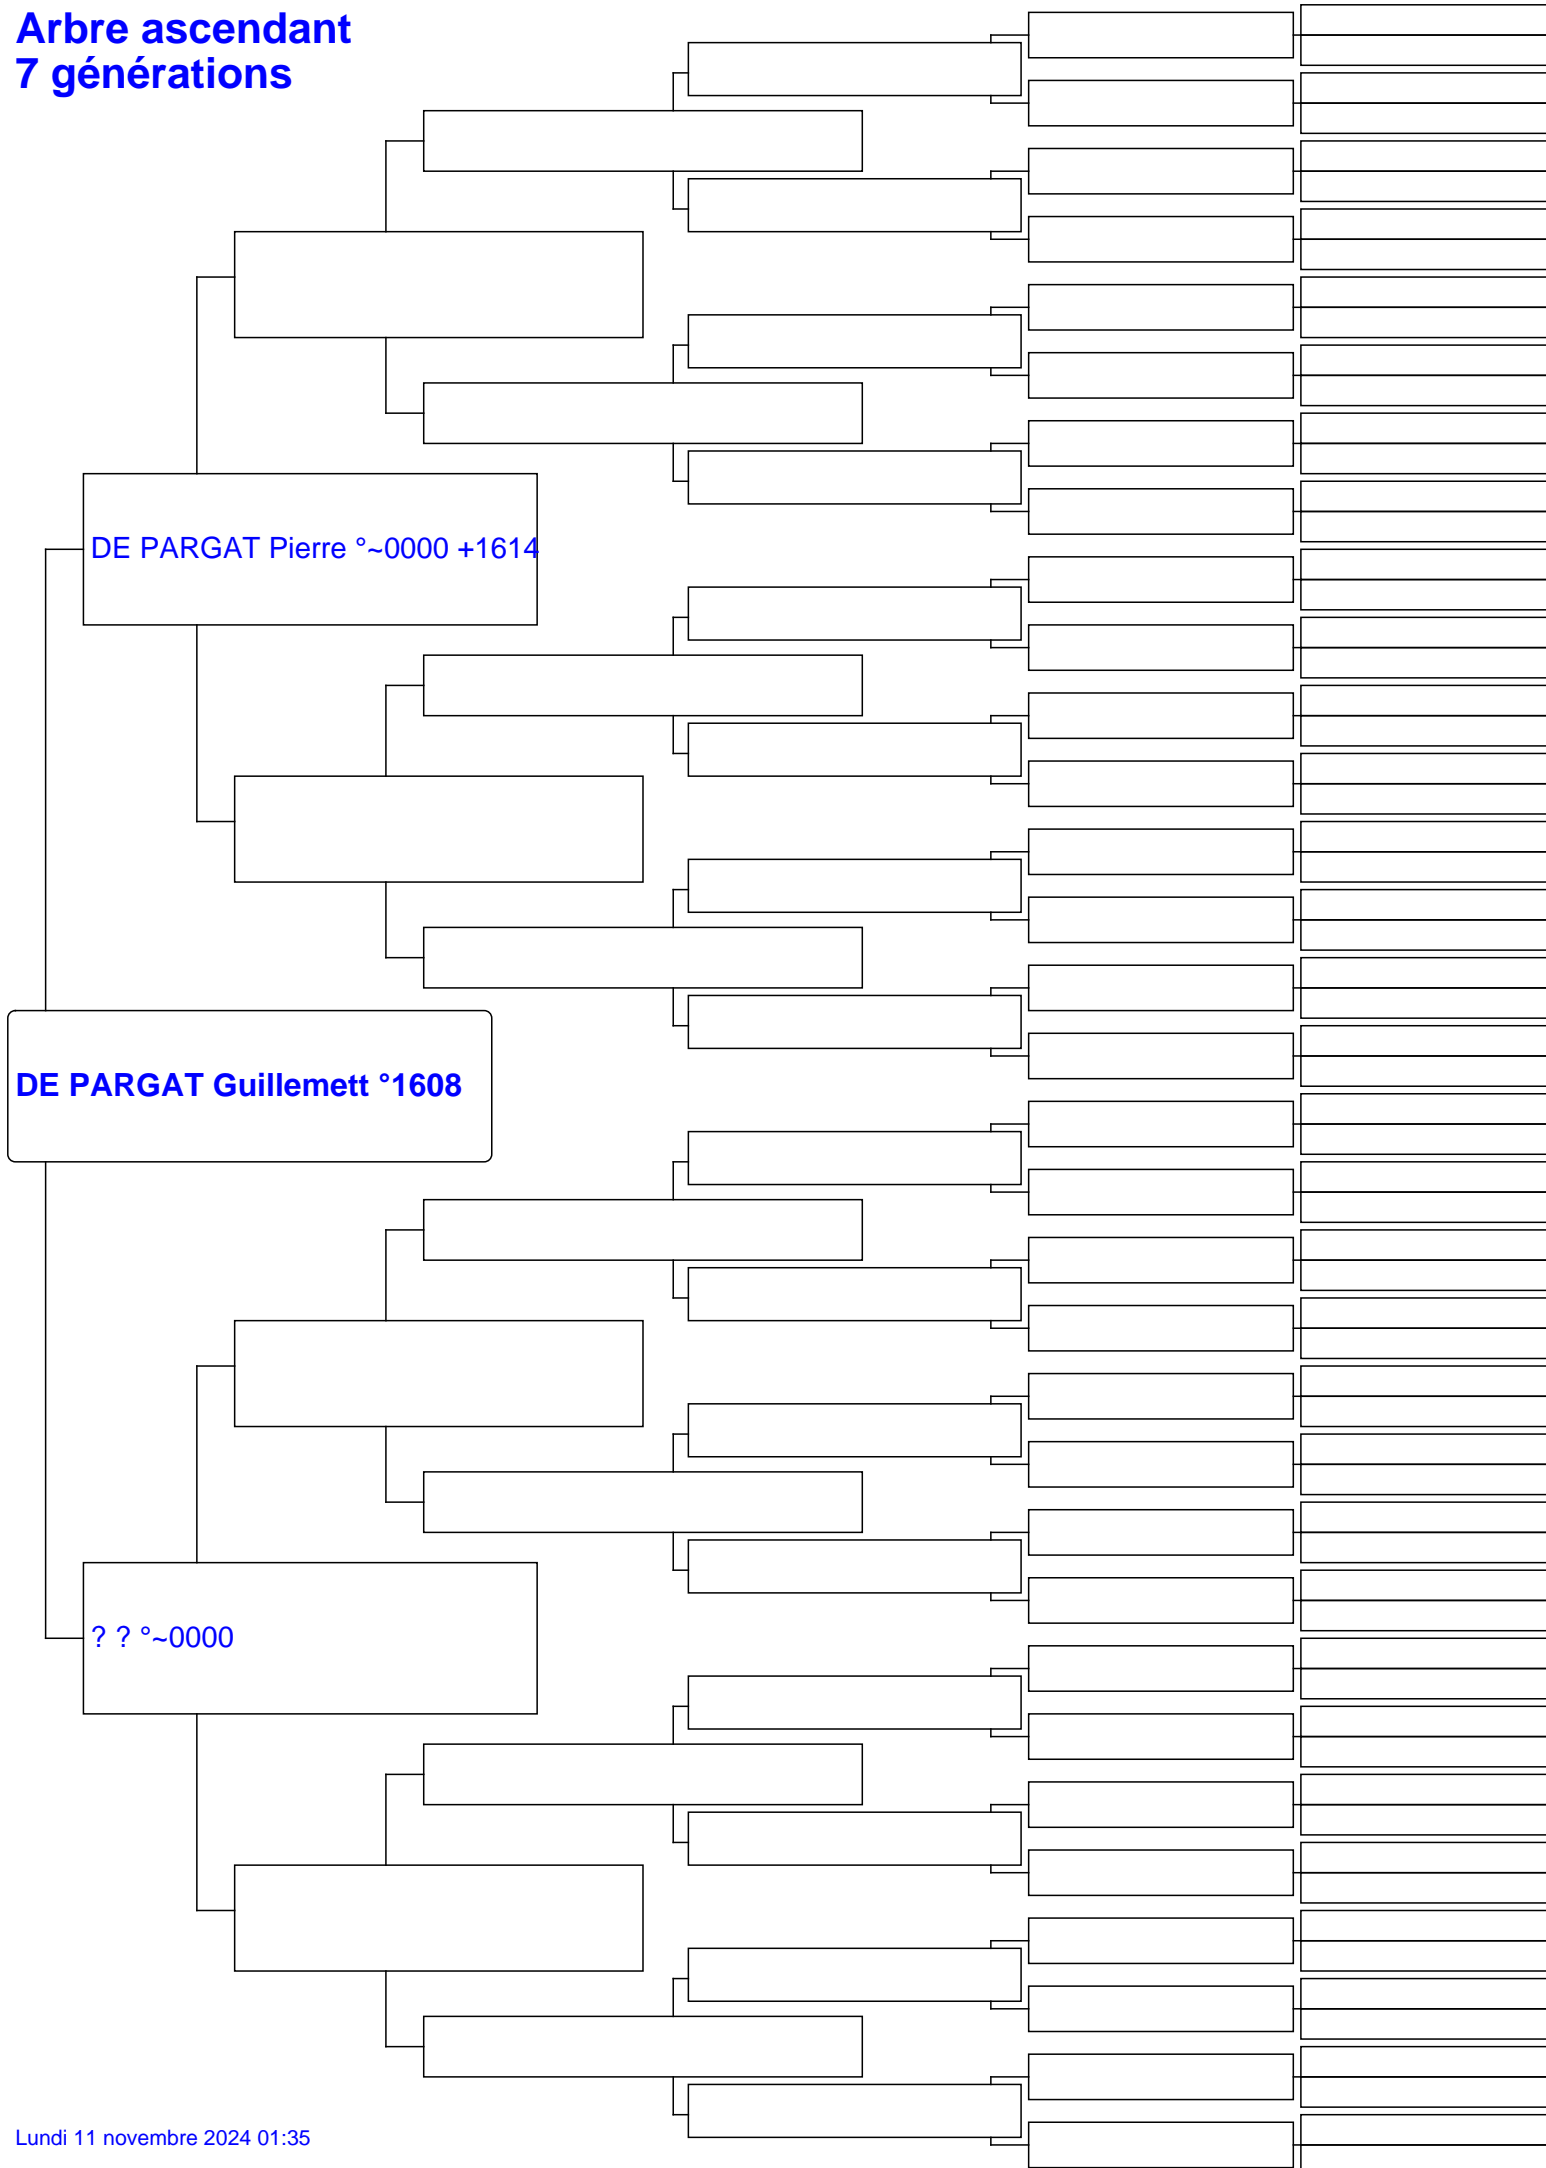 Arbre ascendant
7 générations
DE PARGAT Pierre °~0000 +1614
DE PARGAT Guillemett °1608
? ? °~0000
Lundi 11 novembre 2024 01:35